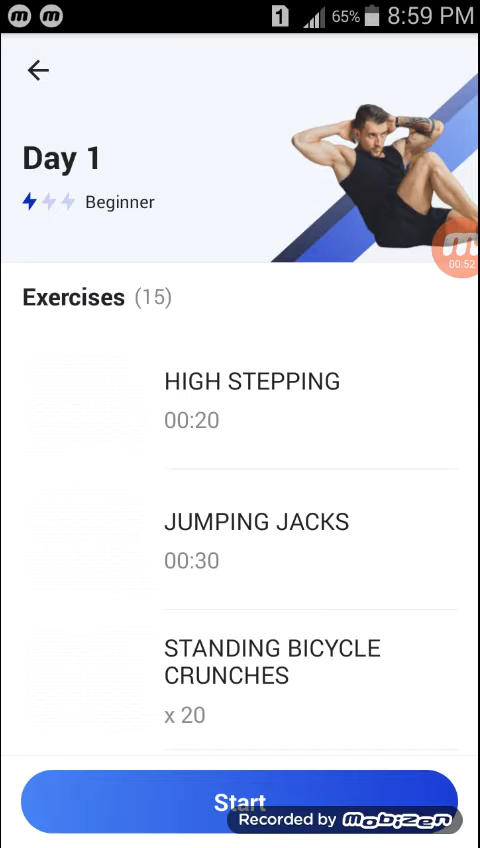 1 65% 8:59 PM
Day 1
Beginner
00:52
Exercises (15)
HIGH STEPPING
00:20
JUMPING JACKS
00:30
STANDING BICYCLE
CRUNCHES
x 20
Start
Recorded by Mobizen